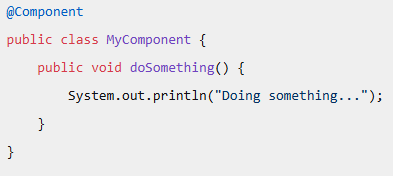 @Component
public class MyComponent {
    public void doSomething() {
        System.out.println("Doing something...");
    }
}